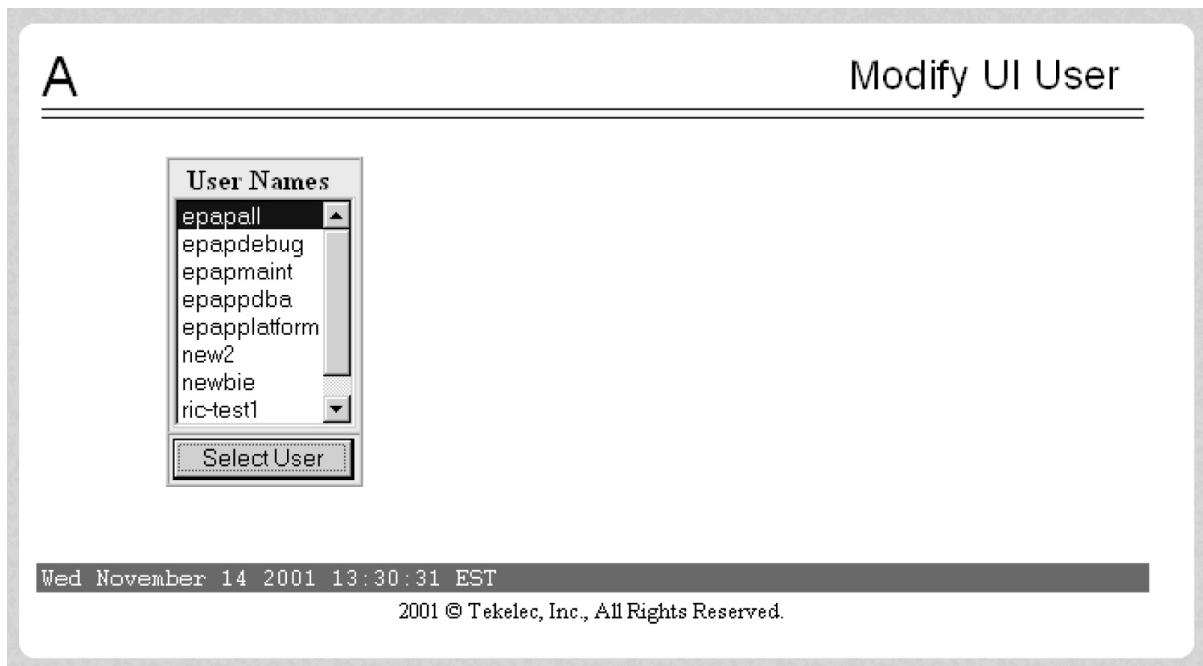 A
Modify UI User
User Names
epapall
epapdebug
epapmaint
epappdba
epapplatform
new2
newbie
ric-test1
Select User
Wed November 14 2001 13:30:31 EST
2001 © Tekelec, Inc., All Rights Reserved.